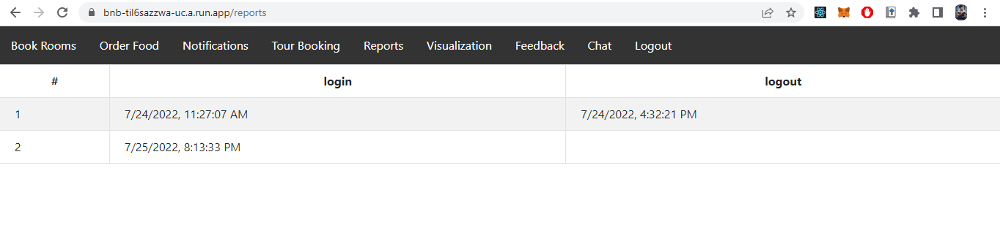 bnb-til6sazzwa-uc.a.run.app/reports
Book Rooms Order Food Notifications Tour Booking Reports Visualization Feedback Chat Logout
# login logout
1 7/24/2022, 11:27:07 AM 7/24/2022, 4:32:21 PM
2 7/25/2022, 8:13:33 PM